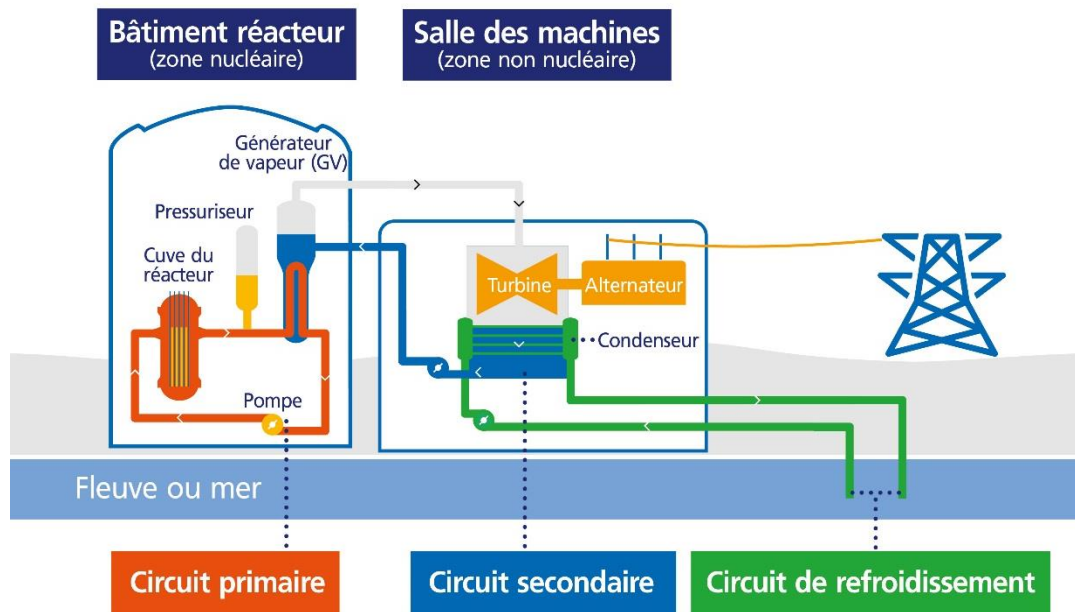 Bâtiment réacteur
(zone nucléaire)
Salle des machines
(zone non nucléaire)
Générateur
de vapeur (GV)
Pressuriseur
Cuve du
réacteur
Turbine
Alternateur
Condenseur
Pompe
Fleuve ou mer
Circuit primaire
Circuit secondaire
Circuit de refroidissement